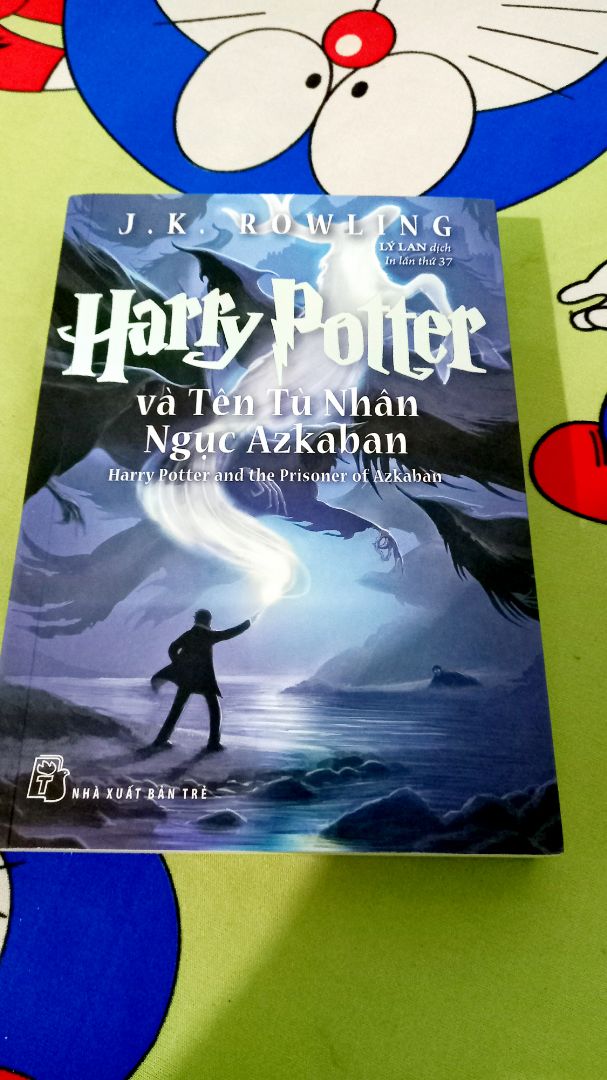 J.K. ROWLING
LÝ LAN dịch
In lần thứ 37
Harry Potter
và Tên Tù Nhân
Ngục Azkaban
Harry Potter and the Prisoner of Azkaban
NHÀ XUẤT BẢN TRẺ